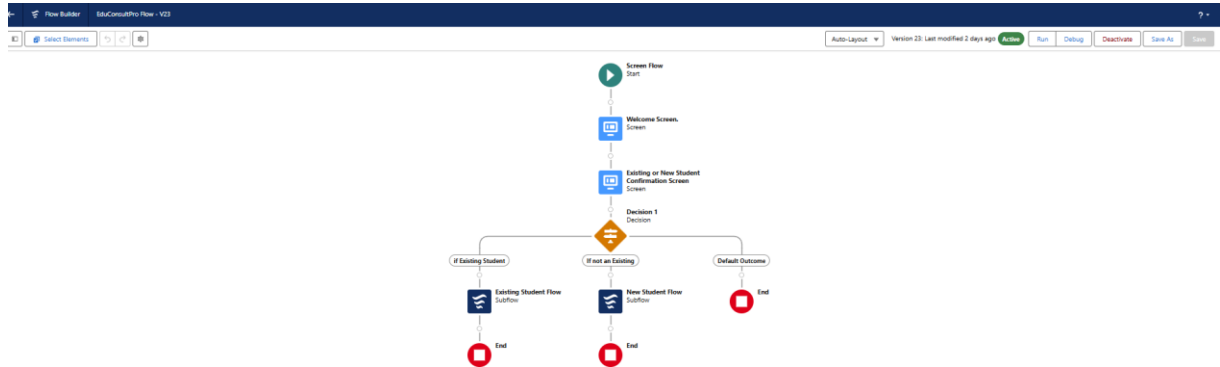 Flow Builder EduConsultPro Flow - V23 ?
Select Elements Auto-Layout Version 23: Last modified 2 days ago Active Run Debug Deactivate Save As Save
Screen Flow
Start
Welcome Screen.
Screen
Existing or New Student
Confirmation Screen
Screen
Decision 1
Decision
if Existing Student If not an Existing Default Outcome
Existing Student Flow New Student Flow End
Subflow Subflow
End End